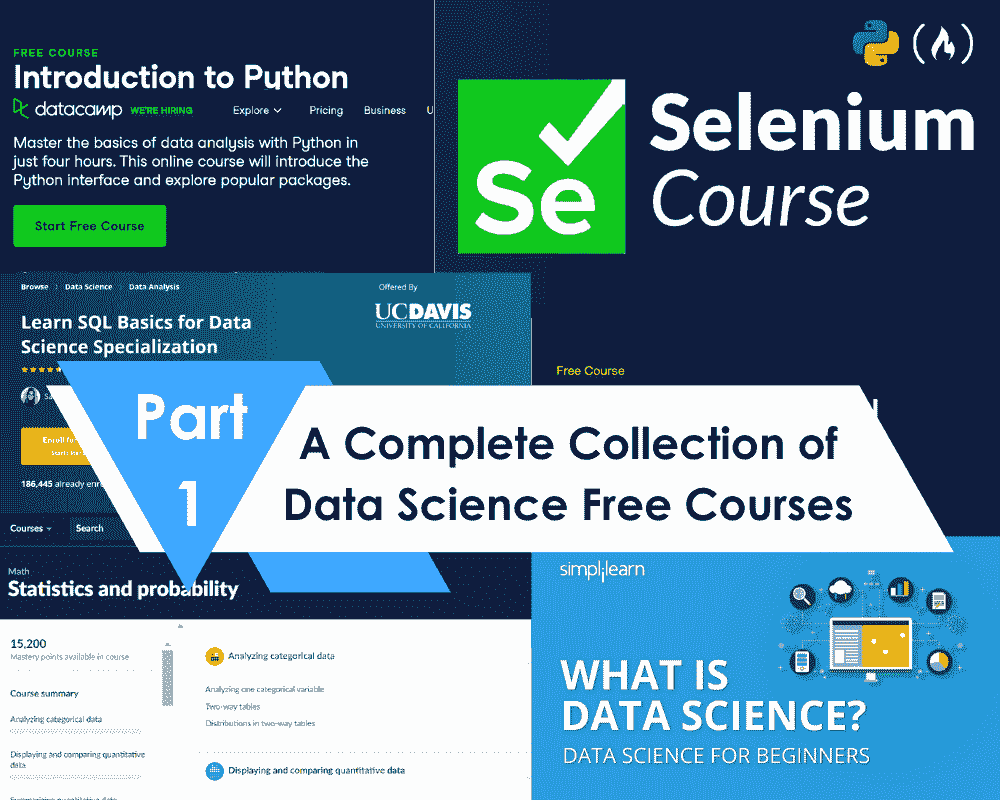 FREE COURSE
Introduction to Python
datacamp WE'RE HIRING Explore Pricing Business U
Master the basics of data analysis with Python in
just four hours. This online course will introduce the
Python interface and explore popular packages.
Start Free Course
Se
Selenium
Course
Browse Data Science Data Analysis
Offered By
UCDAVIS
UNIVERSITY OF CALIFORNIA
Learn SQL Basics for Data
Science Specialization
186,445 already
Free Course
Part
1
A Complete Collection of
Data Science Free Courses
Courses Search
Math
Statistics and probability
15,200
Mastery points available in course
Course summary
Analyzing categorical data
Displaying and comparing quantitative
data
Analyzing categorical data
Analyzing one categorical variable
Two-way tables
Distributions in two-way tables
Displaying and comparing quantitative data
simplilearn
WHAT IS
DATA SCIENCE?
DATA SCIENCE FOR BEGINNERS